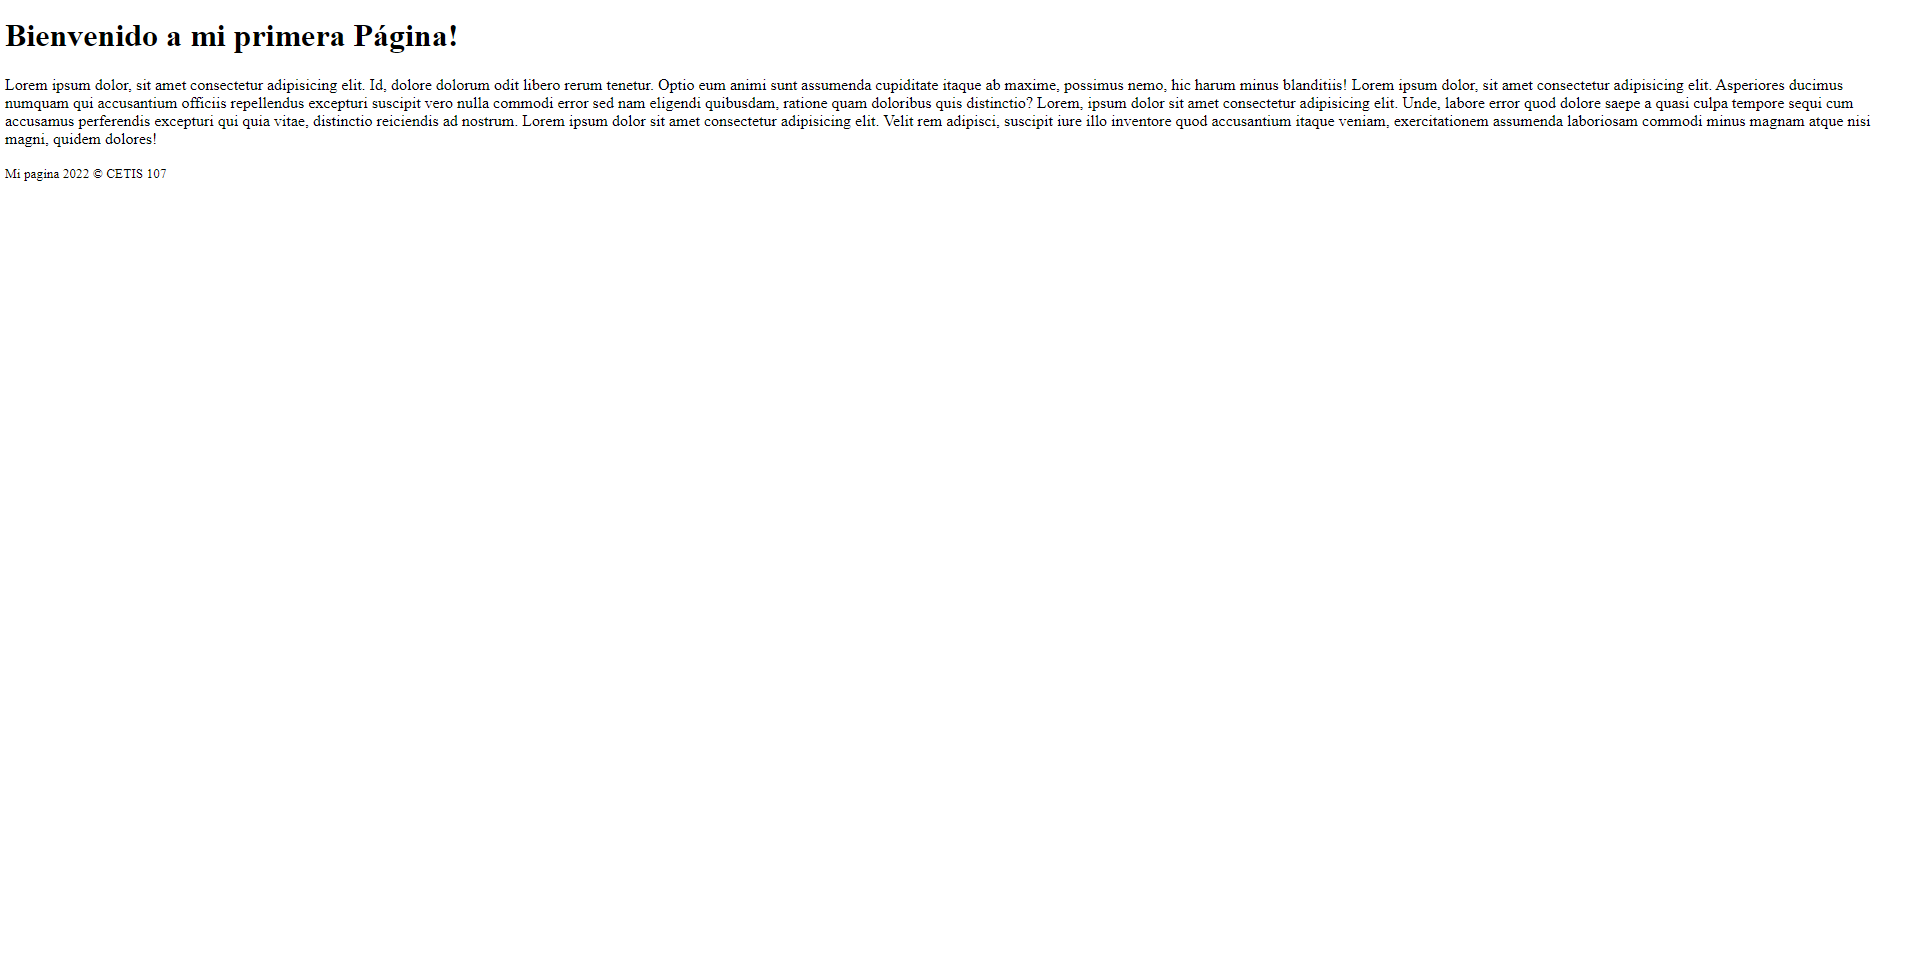 Bienvenido a mi primera Página!
Lorem ipsum dolor, sit amet consectetur adipisicing elit. Id, dolore dolorum odit libero rerum tenetur. Optio eum animi sunt assumenda cupiditate itaque ab maxime, possimus nemo, hic harum minus blanditiis! Lorem ipsum dolor, sit amet consectetur adipisicing elit. Asperiores ducimus
numquam qui accusantium officiis repellendus excepturi suscipit vero nulla commodi error sed nam eligendi quibusdam, ratione quam doloribus quis distinctio? Lorem, ipsum dolor sit amet consectetur adipisicing elit. Unde, labore error quod dolore saepe a quasi culpa tempore sequi cum
accusamus perferendis excepturi qui quia vitae, distinctio reiciendis ad nostrum. Lorem ipsum dolor sit amet consectetur adipisicing elit. Velit rem adipisci, suscipit iure illo inventore quod accusantium itaque veniam, exercitationem assumenda laboriosam commodi minus magnam atque nisi
magni, quidem dolores!
Mi pagina 2022 © CETIS 107